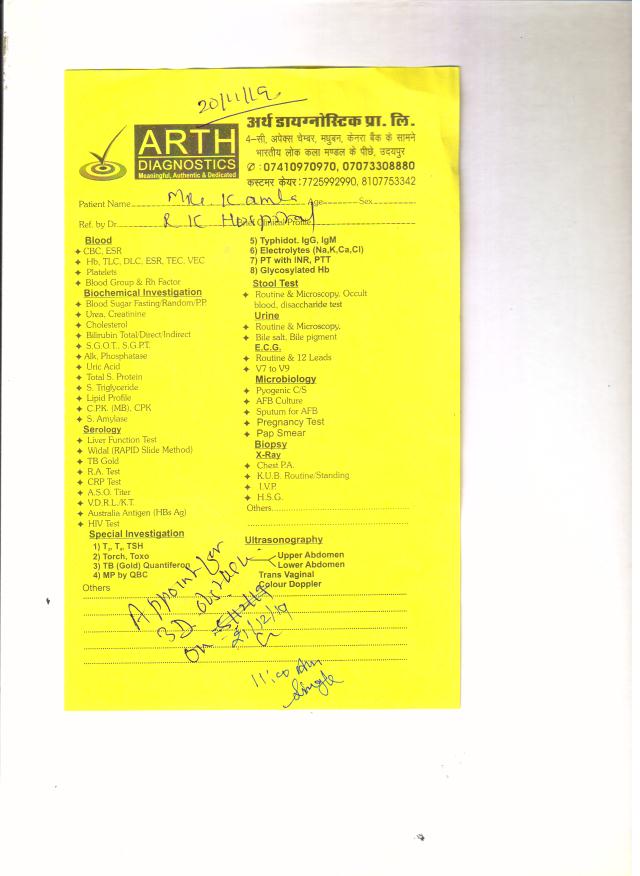 20/11/19
अर्थ डायग्नोस्टिक प्रा. लि.
ARTH
DIAGNOSTICS
Meaningful, Authentic & Dedicated
4-सी, अपेक्स चेम्बर, मधुबन, केनरा बैंक के सामने
भारतीय लोक कला मण्डल के पीछे, उदयपुर
✆ : 07410970970, 07073308880
कस्टमर केयर :7725992990, 8107753342
Patient Name Mrs. Kamla Age Sex
Ref. by Dr. R K Hospital Profile
Blood
✦ CBC, ESR
✦ Hb, TLC, DLC, ESR, TEC, VEC
✦ Platelets
✦ Blood Group & Rh Factor
Biochemical Investigation
✦ Blood Sugar Fasting/Random/P.P.
✦ Urea, Creatinine
✦ Cholesterol
✦ Bilirubin Total/Direct/Indirect
✦ S.G.O.T., S.G.P.T.
✦ Alk, Phosphatase
✦ Uric Acid
✦ Total S. Protein
✦ S. Triglyceride
✦ Lipid Profile
✦ C.P.K. (MB), CPK
✦ S. Amylase
Serology
✦ Liver Function Test
✦ Widal (RAPID Slide Method)
✦ TB Gold
✦ R.A. Test
✦ CRP Test
✦ A.S.O. Titer
✦ V.D.R.L./K.T.
✦ Australia Antigen (HBs Ag)
✦ HIV Test
Special Investigation
1) T₃, T₄, TSH
2) Torch, Toxo
3) TB (Gold) Quantiferon
4) MP by QBC
Others
5) Typhidot. IgG, IgM
6) Electrolytes (Na,K,Ca,Cl)
7) PT with INR, PTT
8) Glycosylated Hb
Stool Test
✦ Routine & Microscopy, Occult
blood, disaccharide test
Urine
✦ Routine & Microscopy,
✦ Bile salt, Bile pigment
E.C.G.
✦ Routine & 12 Leads
✦ V7 to V9
Microbiology
✦ Pyogenic C/S
✦ AFB Culture
✦ Sputum for AFB
✦ Pregnancy Test
✦ Pap Smear
Biopsy
X-Ray
✦ Chest P.A.
✦ K.U.B. Routine/Standing
✦ I.V.P.
✦ H.S.G.
Others
Ultrasonography
Upper Abdomen
Lower Abdomen
Trans Vaginal
Colour Doppler
Appoint for
3D
on
21/12/19
11:00 Am
Single